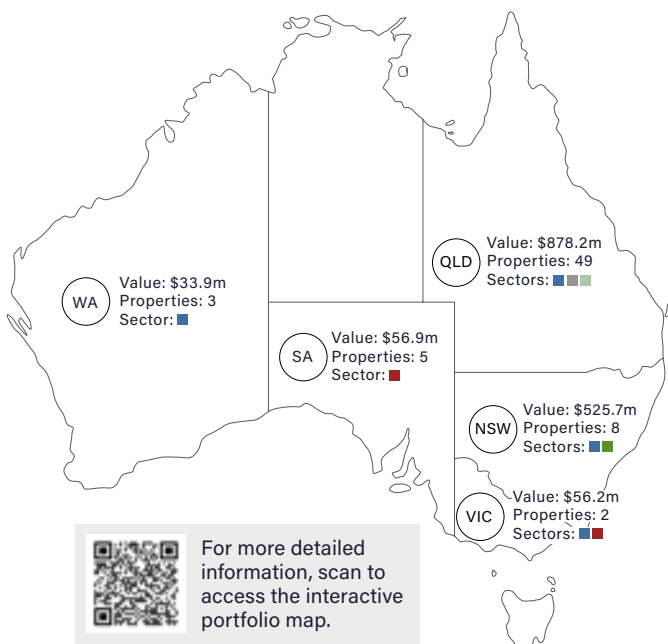 QLD
Value: $878.2m
Properties: 49
Sectors:
WA
Value: $33.9m
Properties: 3
Sector:
SA
Value: $56.9m
Properties: 5
Sector:
NSW
Value: $525.7m
Properties: 8
Sectors:
VIC
Value: $56.2m
Properties: 2
Sectors:
For more detailed
information, scan to
access the interactive
portfolio map.